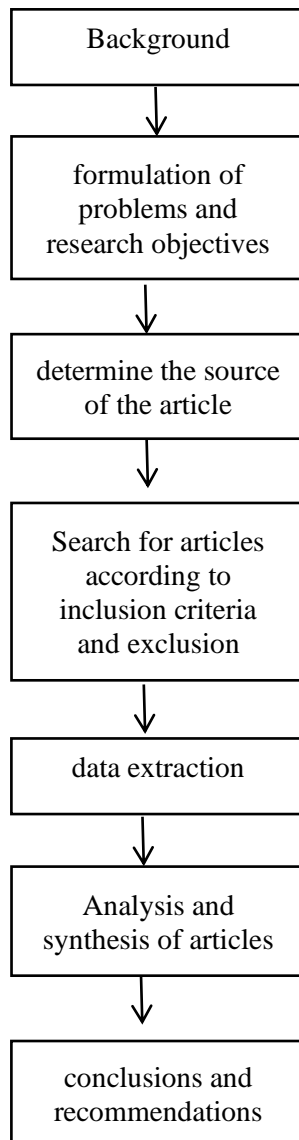 Background
formulation of
problems and
research objectives
determine the source
of the article
Search for articles
according to
inclusion criteria
and exclusion
data extraction
Analysis and
synthesis of articles
conclusions and
recommendations